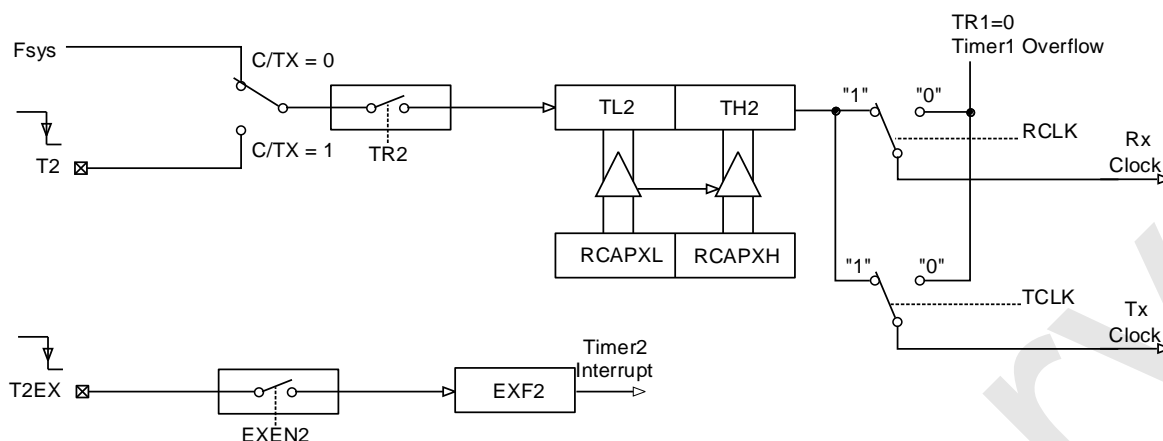 TR1=0
Timer1 Overflow
Fsys
C/TX = 0
T2
C/TX = 1
TR2
TL2
TH2
"1"
"0"
RCLK
Rx
Clock
RCAPXL
RCAPXH
"1"
"0"
TCLK
Tx
Clock
T2EX
EXEN2
EXF2
Timer2
Interrupt